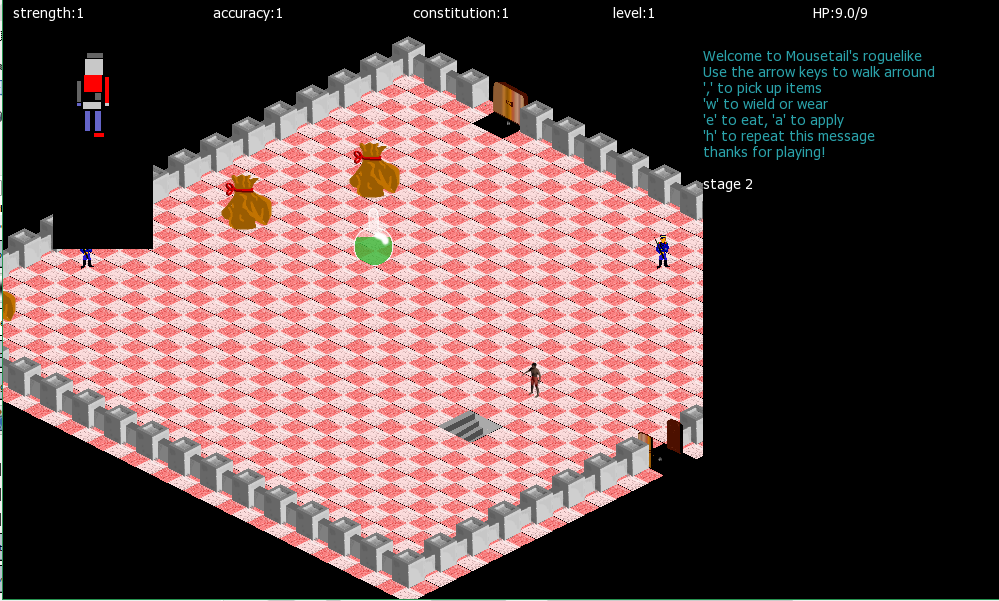 strength:1 accuracy:1 constitution:1 level:1 HP:9.0/9
Welcome to Mousetail's roguelike
Use the arrow keys to walk arround
',' to pick up items
'w' to wield or wear
'e' to eat, 'a' to apply
'h' to repeat this message
thanks for playing!
stage 2